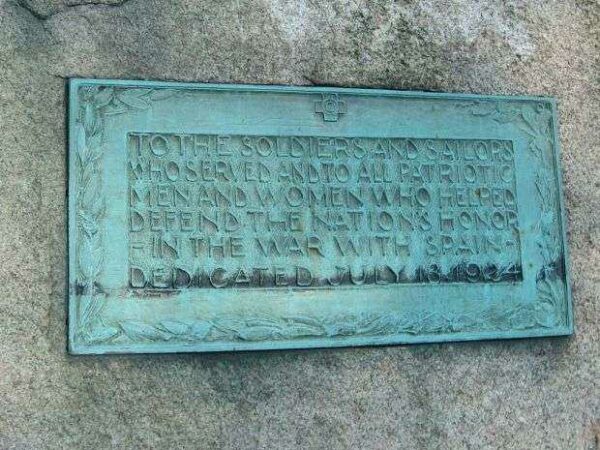 TO THE SOLDIERS AND SAILORS
WHO SERVED AND TO ALL PATRIOTIC
MEN AND WOMEN WHO HELPED
DEFEND THE NATION'S HONOR
-IN THE WAR WITH SPAIN-
DEDICATED JULY 18, 1924